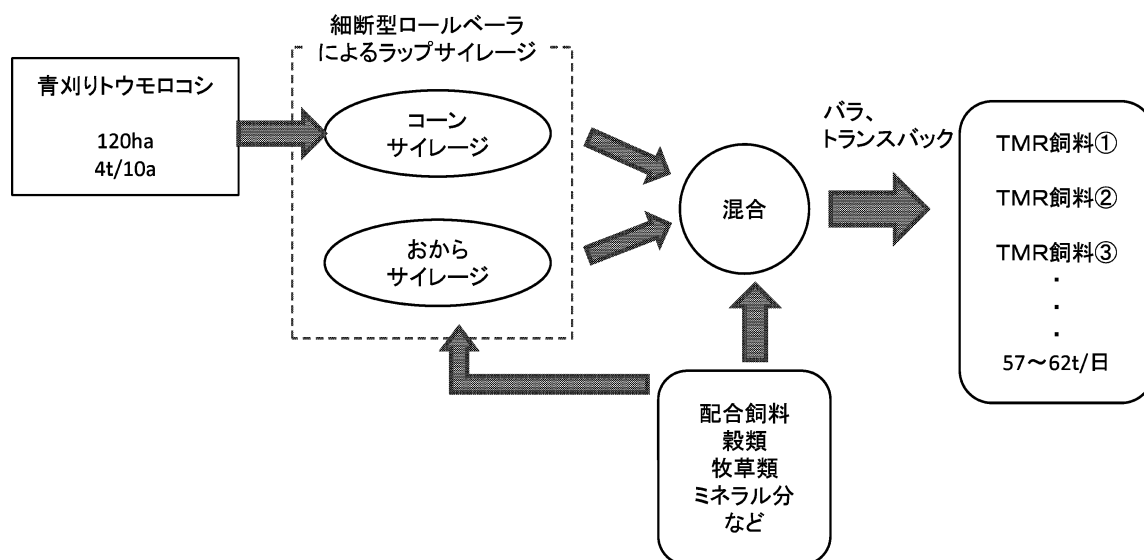 細断型ロールベーラ
によるラップサイレージ
青刈りトウモロコシ
120ha
4t/10a
コーン
サイレージ
おから
サイレージ
混合
バラ、
トランスバック
TMR飼料①
TMR飼料②
TMR飼料③
・
・
・
57～62t/日
配合飼料
穀類
牧草類
ミネラル分
など